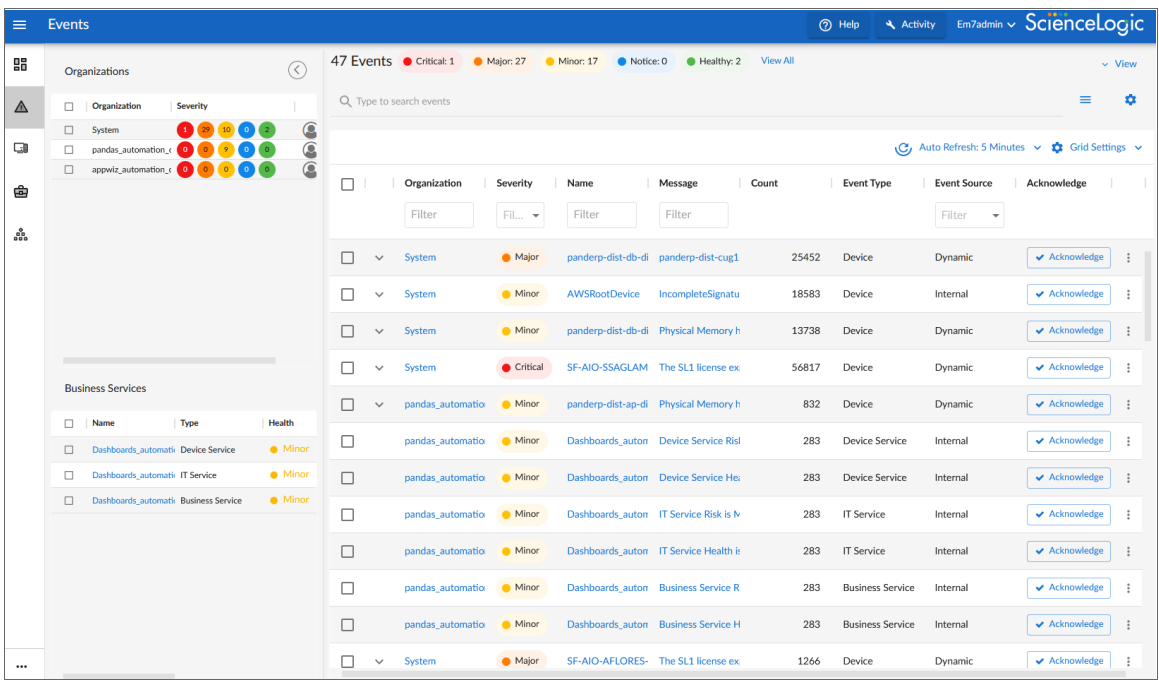 Events
Help
Activity
Em7admin
ScienceLogic
Organizations
Organization Severity
System 1 29 10 0 2
pandas_automation_c 0 0 9 0 0
appwiz_automation_c 0 0 0 0 0
Business Services
Name Type Health
Dashboards_automati Device Service Minor
Dashboards_automati IT Service Minor
Dashboards_automati Business Service Minor
47 Events Critical: 1 Major: 27 Minor: 17 Notice: 0 Healthy: 2 View All
View
Type to search events
Auto Refresh: 5 Minutes Grid Settings
Organization Severity Name Message Count Event Type Event Source Acknowledge
Filter Fil... Filter Filter Filter
System Major panderp-dist-db-di panderp-dist-cug1 25452 Device Dynamic Acknowledge
System Minor AWSRootDevice IncompleteSignatu 18583 Device Internal Acknowledge
System Minor panderp-dist-db-di Physical Memory h 13738 Device Dynamic Acknowledge
System Critical SF-AIO-SSAGLAM The SL1 license ex 56817 Device Dynamic Acknowledge
pandas_automatio Minor panderp-dist-ap-di Physical Memory h 832 Device Dynamic Acknowledge
pandas_automatio Minor Dashboards_autom Device Service Risl 283 Device Service Internal Acknowledge
pandas_automatio Minor Dashboards_autom Device Service Hea 283 Device Service Internal Acknowledge
pandas_automatio Minor Dashboards_autom IT Service Risk is M 283 IT Service Internal Acknowledge
pandas_automatio Minor Dashboards_autom IT Service Health is 283 IT Service Internal Acknowledge
pandas_automatio Minor Dashboards_autom Business Service R 283 Business Service Internal Acknowledge
pandas_automatio Minor Dashboards_autom Business Service H 283 Business Service Internal Acknowledge
System Major SF-AIO-AFLORES- The SL1 license ex 1266 Device Dynamic Acknowledge